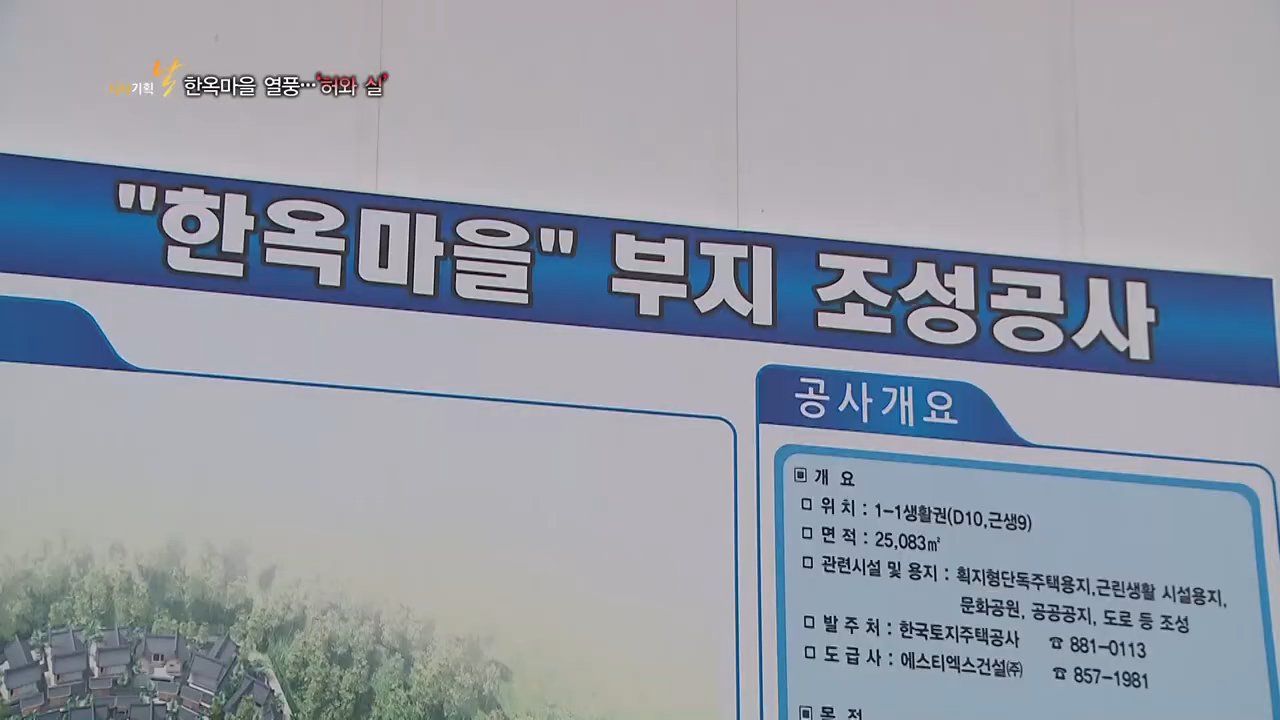 기획 날 한옥마을 열풍…'허와 실'
"한옥마을" 부지 조성공사
공사개요
▣ 개 요
□ 위 치 : 1-1생활권(D10,근생9)
□ 면 적 : 25,083㎡
□ 관련시설 및 용지 : 획지형단독주택용지,근린생활 시설용지,
문화공원, 공공공지, 도로 등 조성
□ 발 주 처 : 한국토지주택공사 ☎ 881-0113
□ 도 급 사 : 에스티엑스건설㈜ ☎ 857-1981
▣ 목 적